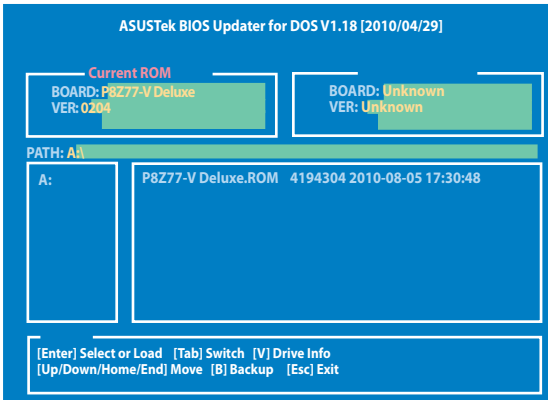 ASUSTek BIOS Updater for DOS V1.18 [2010/04/29]
Current ROM
BOARD: P8Z77-V Deluxe
VER: 0204
BOARD: Unknown
VER: Unknown
PATH: A:\
A:
P8Z77-V Deluxe.ROM 4194304 2010-08-05 17:30:48
[Enter] Select or Load [Tab] Switch [V] Drive Info
[Up/Down/Home/End] Move [B] Backup [Esc] Exit